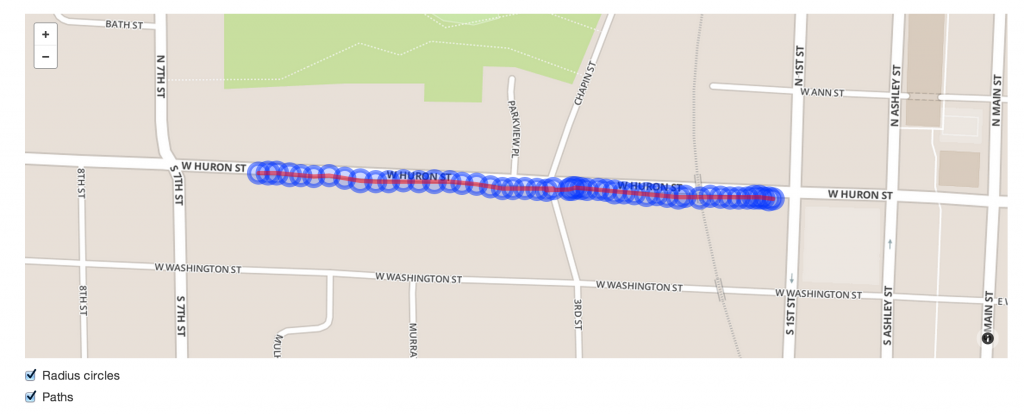 +
−
BATH ST
N 7TH ST
CHAPIN ST
N 1ST ST
N ASHLEY ST
N MAIN ST
W ANN ST
PARKVIEW PL
W HURON ST
8TH ST
S 7TH ST
W HURON ST
W HURON ST
W HURON ST
W WASHINGTON ST
W WASHINGTON ST
W WASHINGTON ST
W WASHINGTON ST
8TH ST
S 7TH ST
3RD ST
S 1ST ST
S ASHLEY ST
MAIN ST
E
MURRA
i
Radius circles
Paths